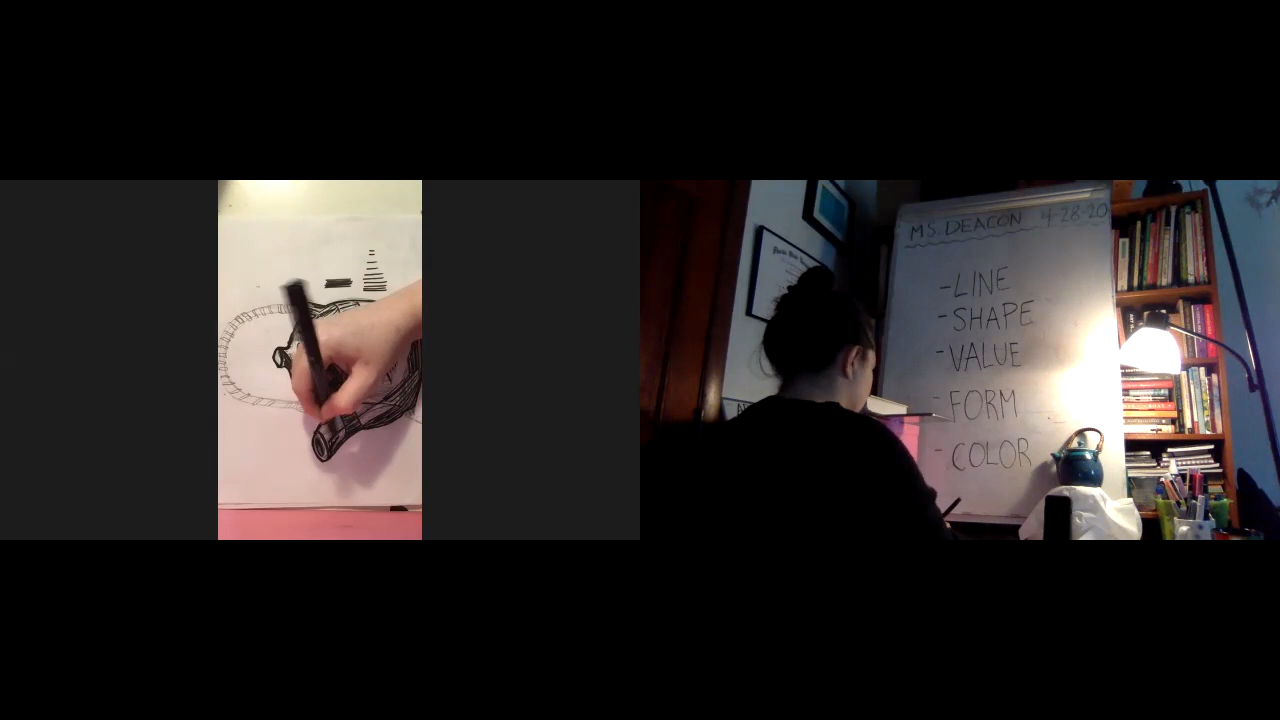 MS. DEACON 4-28-20
- LINE
- SHAPE
- VALUE
- FORM
- COLOR